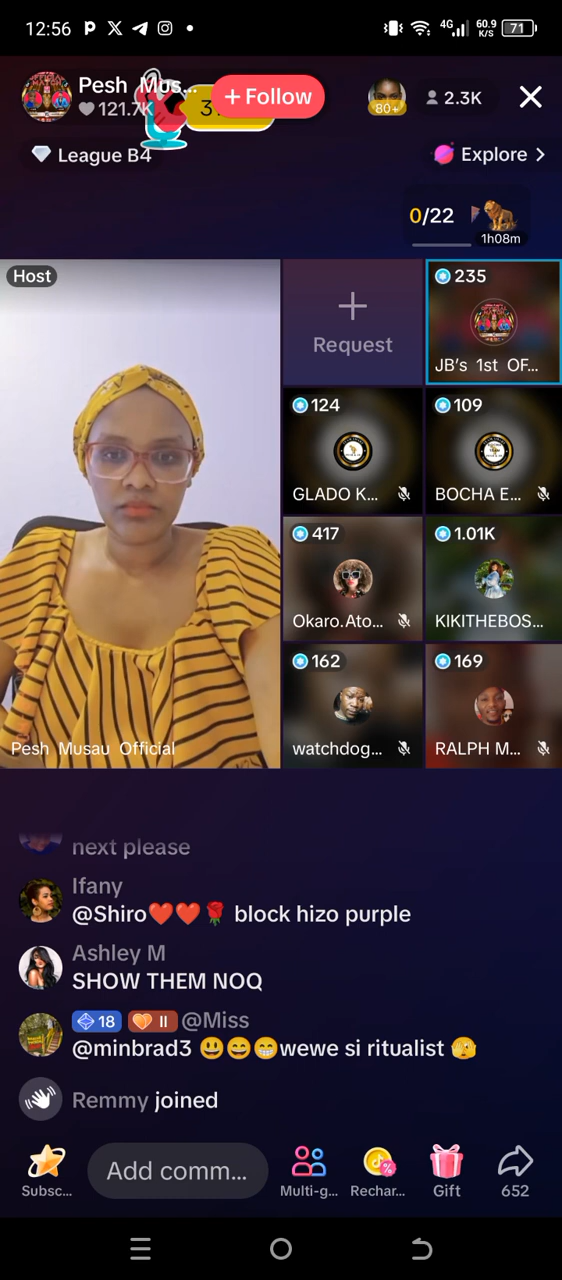 12:56
4G
60.9
K/S
71
Pesh Mus...
121.7K
+ Follow
80+
2.3K
League B4
Explore
0/22
1h08m
Host
Request
235
JB's 1st OF...
124
GLADO K...
109
BOCHA E...
417
Okaro.Ato...
1.01K
KIKITHEBOS...
162
watchdog...
169
RALPH M...
Pesh Musau Official
next please
Ifany
@Shiro❤️❤️🌹 block hizo purple
Ashley M
SHOW THEM NOQ
18 II @Miss
@minbrad3 😃😄😁wewe si ritualist 🫣
Remmy joined
Subsc...
Add comm...
Multi-g...
Rechar...
Gift
652